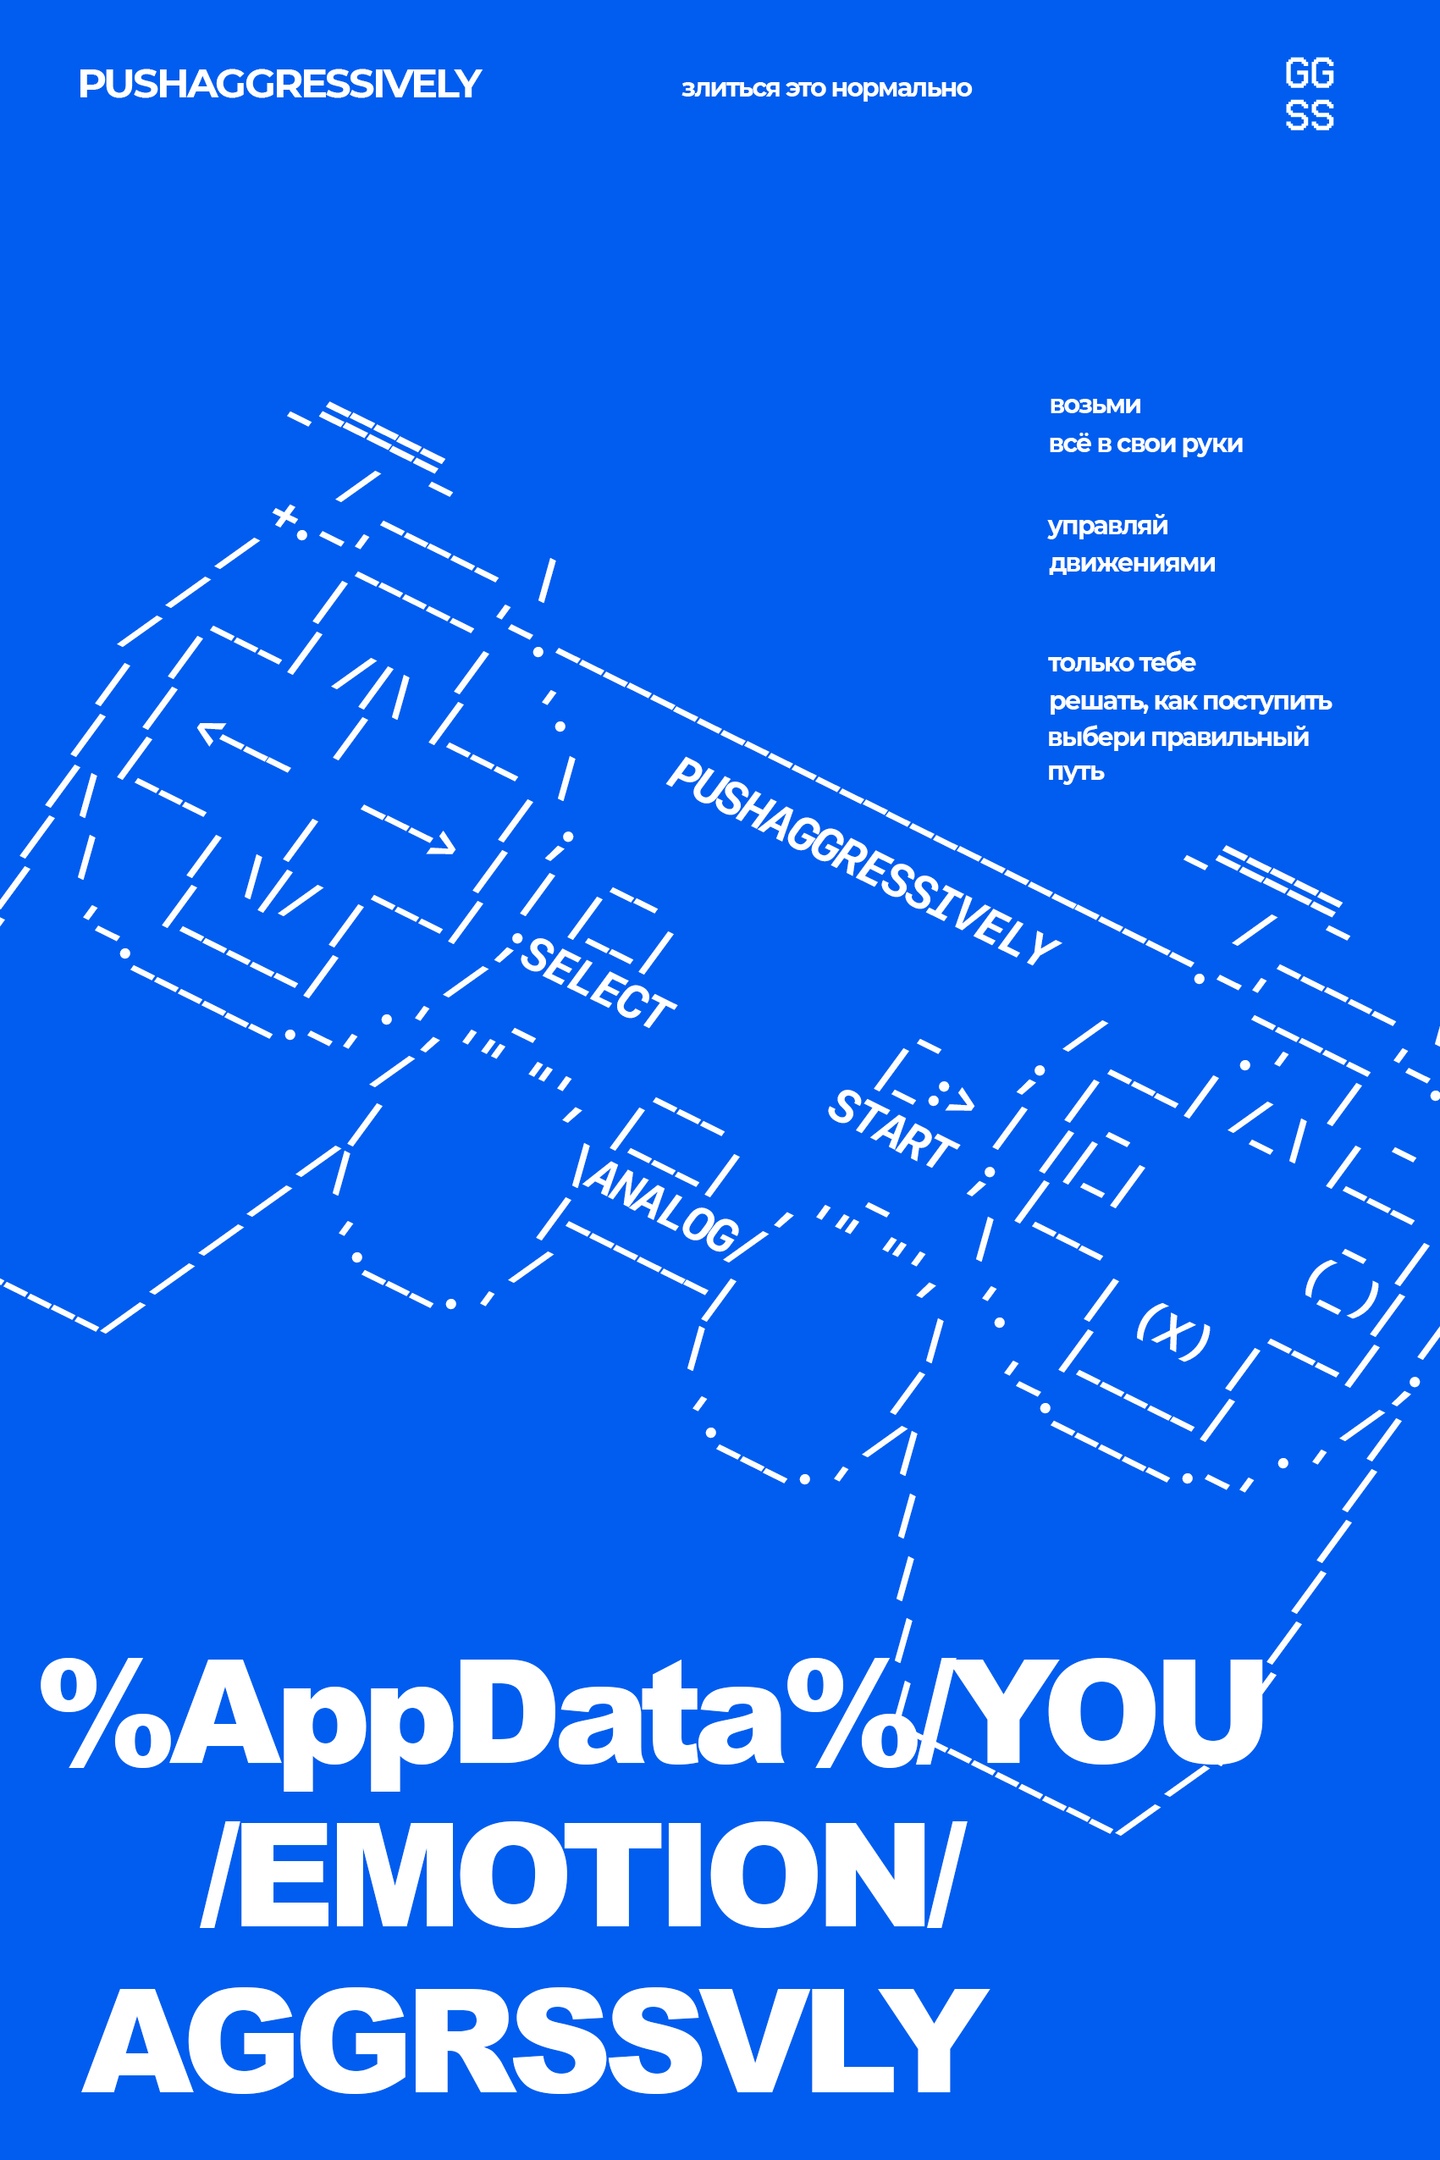 PUSHAGGRESSIVELY
злиться это нормально
GG
SS
возьми
всё в свои руки
управляй
движениями
только тебе
решать, как поступить
выбери правильный
путь
PUSHAGGRESSIVELY
SELECT
START
ANALOG
(X)
%AppData%/YOU
/EMOTION/
AGGRSSVLY